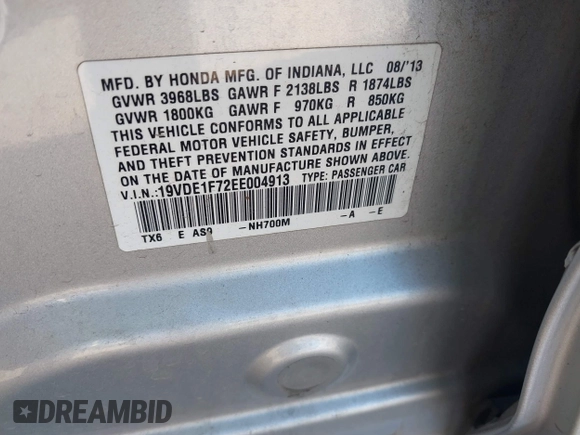 MFD. BY HONDA MFG. OF INDIANA, LLC 08/'13
GVWR 3968LBS GAWR F 2138LBS R 1874LBS
GVWR 1800KG GAWR F 970KG R 850KG
THIS VEHICLE CONFORMS TO ALL APPLICABLE
FEDERAL MOTOR VEHICLE SAFETY, BUMPER,
AND THEFT PREVENTION STANDARDS IN EFFECT
ON THE DATE OF MANUFACTURE SHOWN ABOVE.
V.I.N.:19VDE1F72EE004913 TYPE: PASSENGER CAR
TX6 E AS9 -NH700M -A -E
DREAMBID